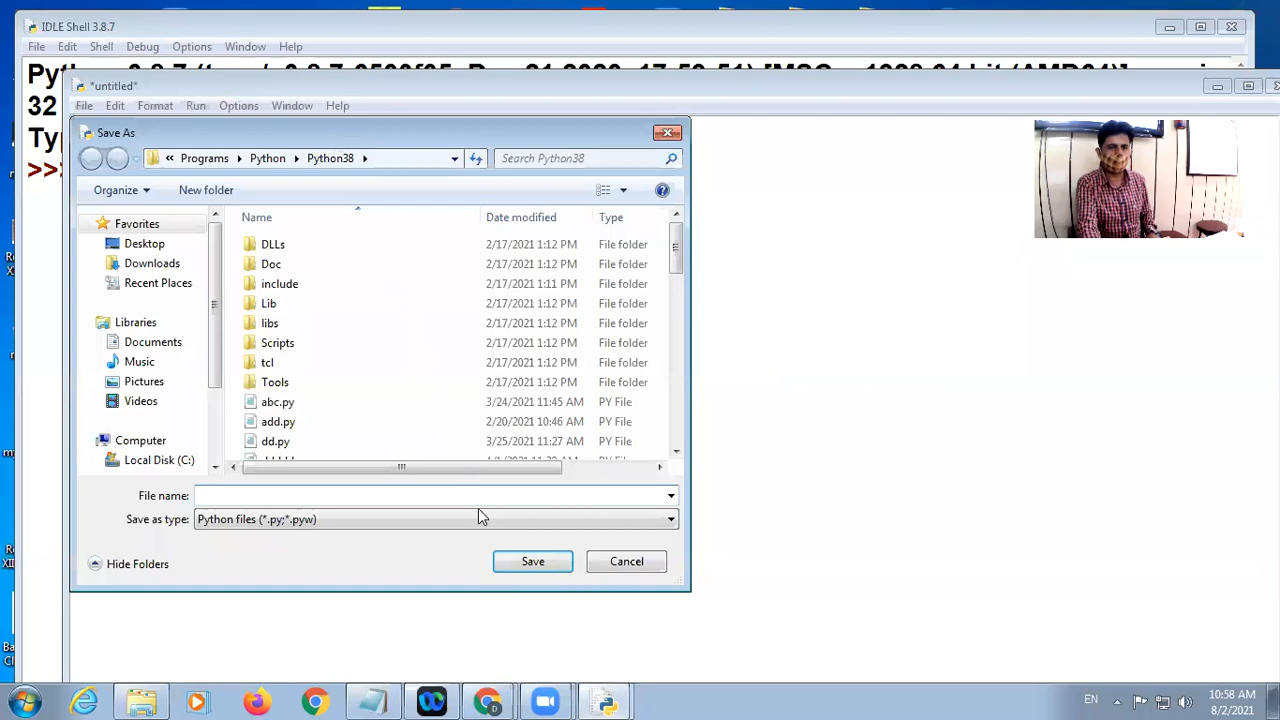 IDLE Shell 3.8.7
File Edit Shell Debug Options Window Help
*untitled*
32
File Edit Format Run Options Window Help
Save As
« Programs Python Python38
Search Python38
>>
Organize
New folder
Name
Date modified
Type
Favorites
Desktop
Downloads
Recent Places
Libraries
Documents
Music
Pictures
Videos
Computer
Local Disk (C:)
DLLs 2/17/2021 1:12 PM File folder
Doc 2/17/2021 1:12 PM File folder
include 2/17/2021 1:11 PM File folder
Lib 2/17/2021 1:12 PM File folder
libs 2/17/2021 1:12 PM File folder
Scripts 2/17/2021 1:12 PM File folder
tcl 2/17/2021 1:12 PM File folder
Tools 2/17/2021 1:12 PM File folder
abc.py 3/24/2021 11:45 AM PY File
add.py 2/20/2021 10:46 AM PY File
dd.py 3/25/2021 11:27 AM PY File
File name:
Save as type: Python files (*.py;*.pyw)
Hide Folders
Save
Cancel
EN
10:58 AM
8/2/2021